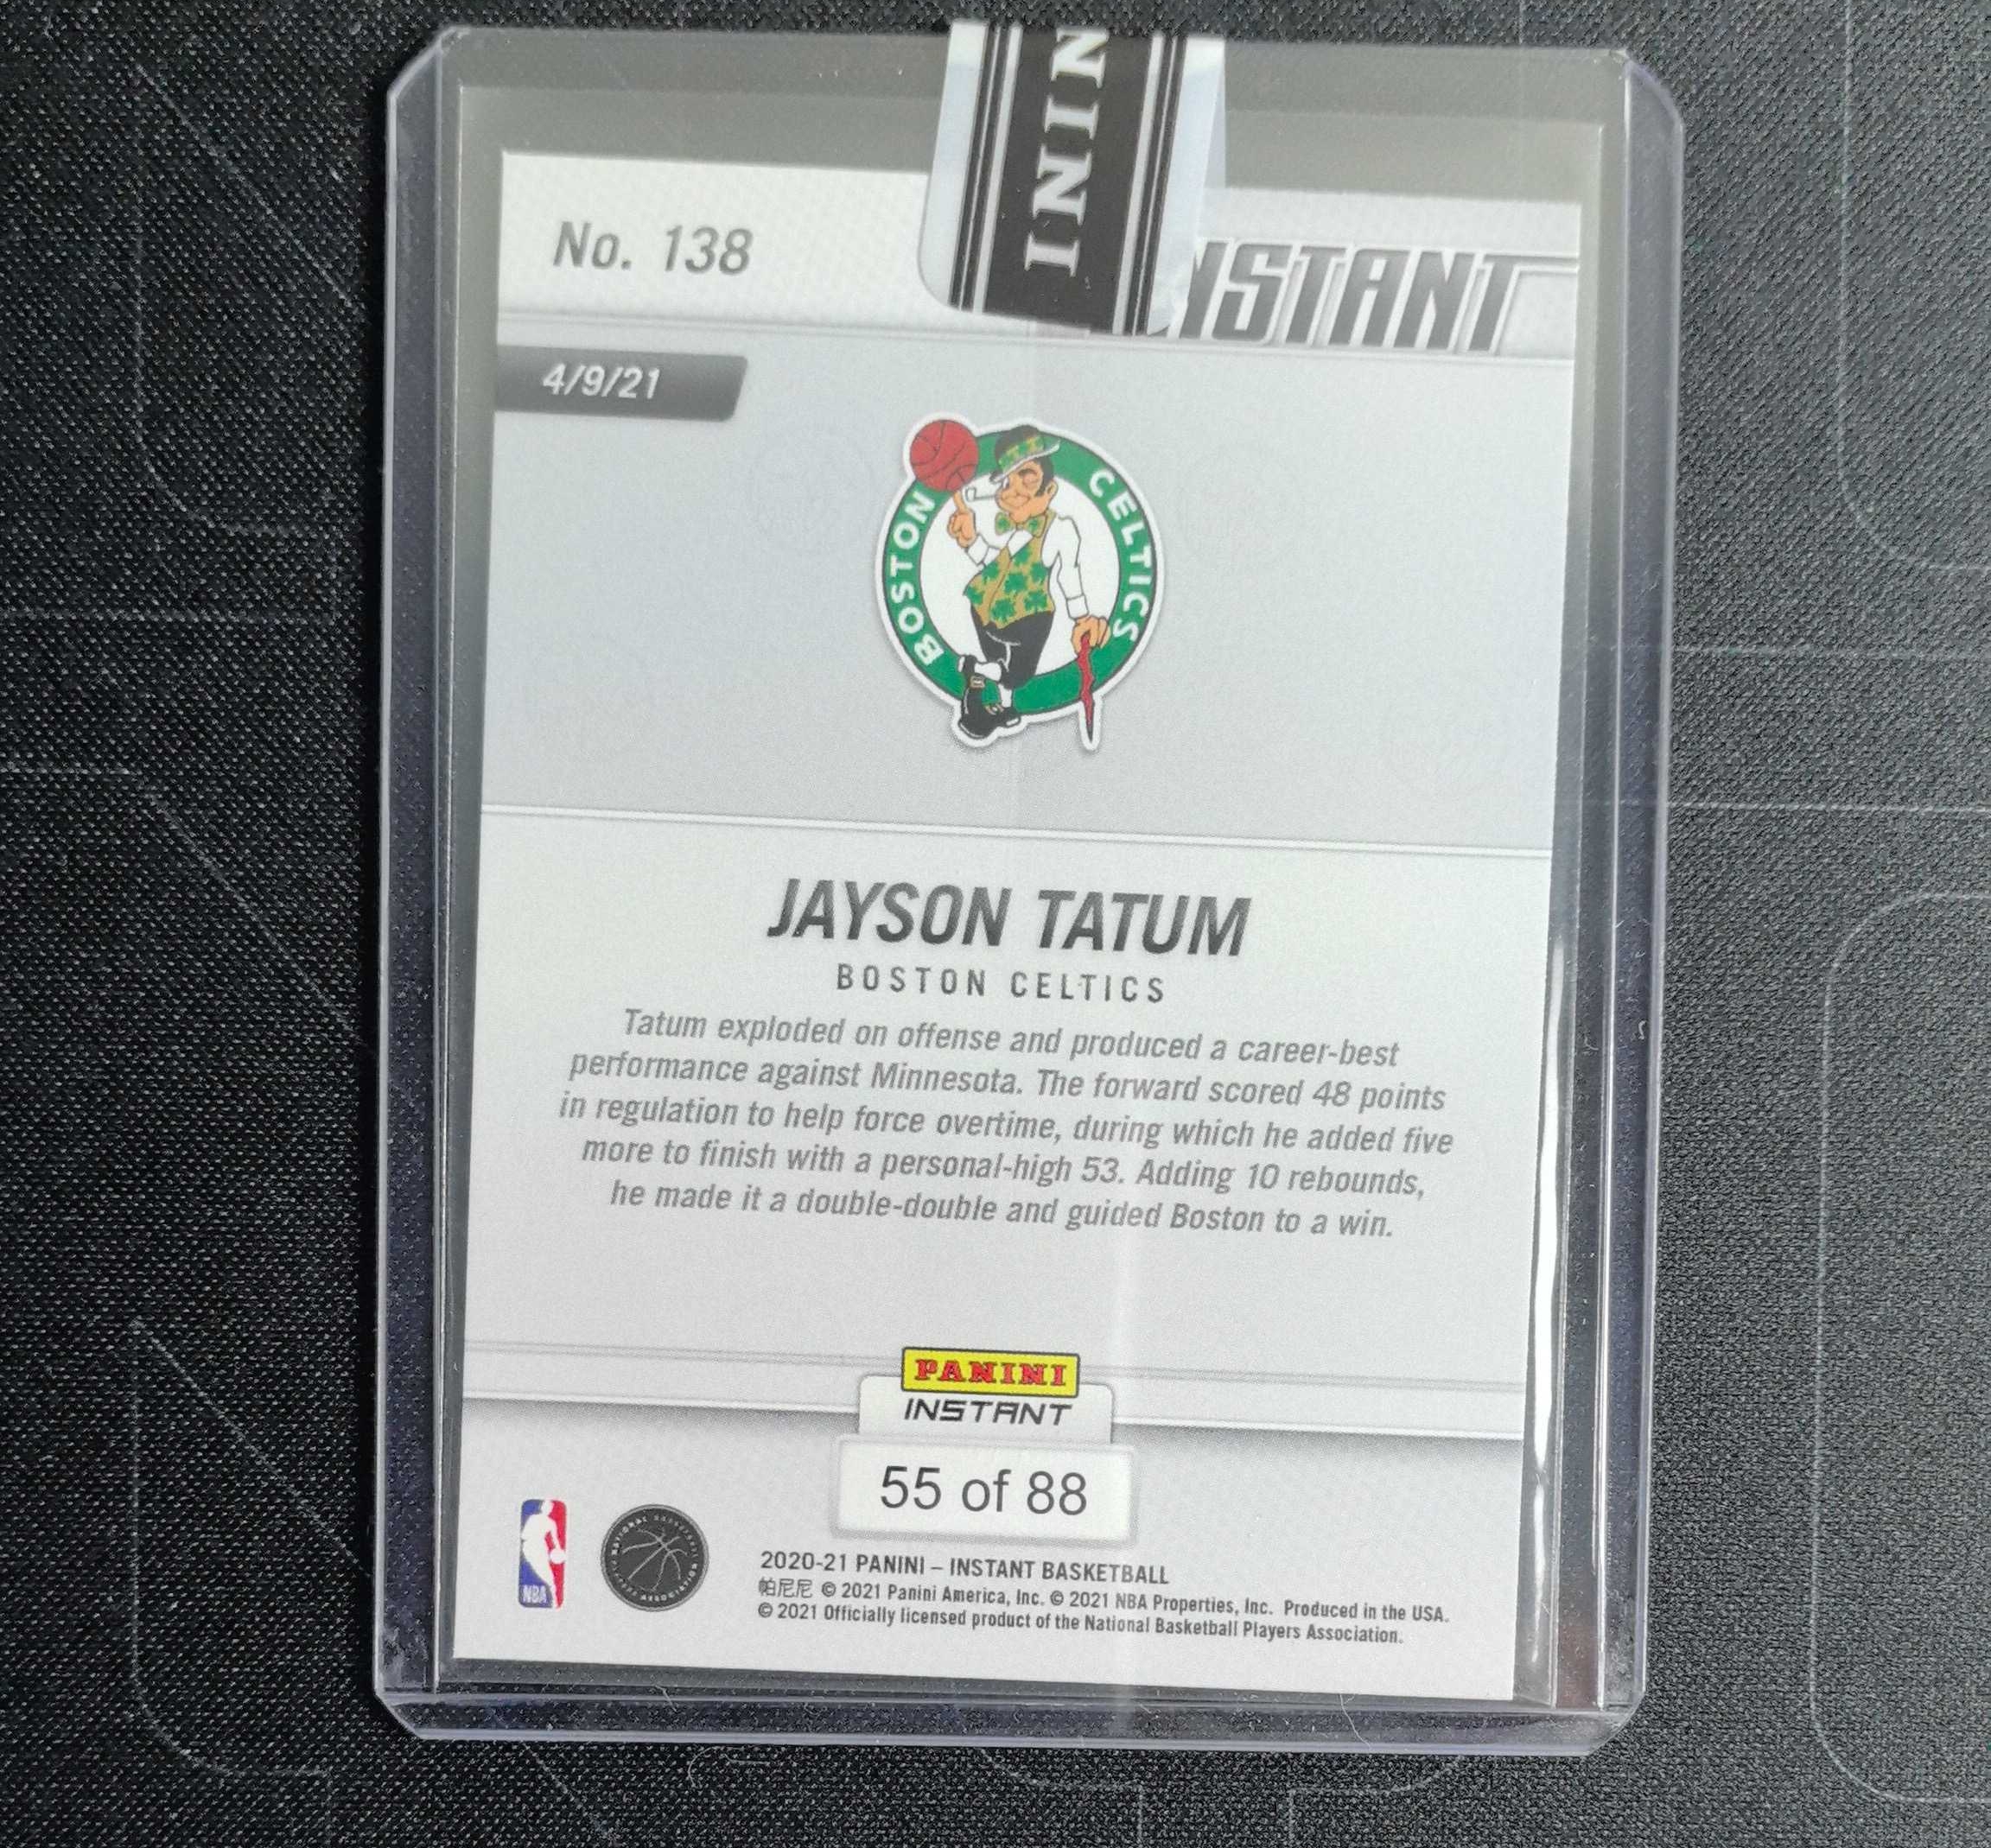 ININ
No. 138
INSTANT
4/9/21
BOSTON CELTICS
JAYSON TATUM
BOSTON CELTICS
Tatum exploded on offense and produced a career-best
performance against Minnesota. The forward scored 48 points
in regulation to help force overtime, during which he added five
more to finish with a personal-high 53. Adding 10 rebounds,
he made it a double-double and guided Boston to a win.
PANINI
INSTANT
55 of 88
NBA
2020-21 PANINI – INSTANT BASKETBALL
帕尼尼 © 2021 Panini America, Inc. © 2021 NBA Properties, Inc. Produced in the USA.
© 2021 Officially licensed product of the National Basketball Players Association.